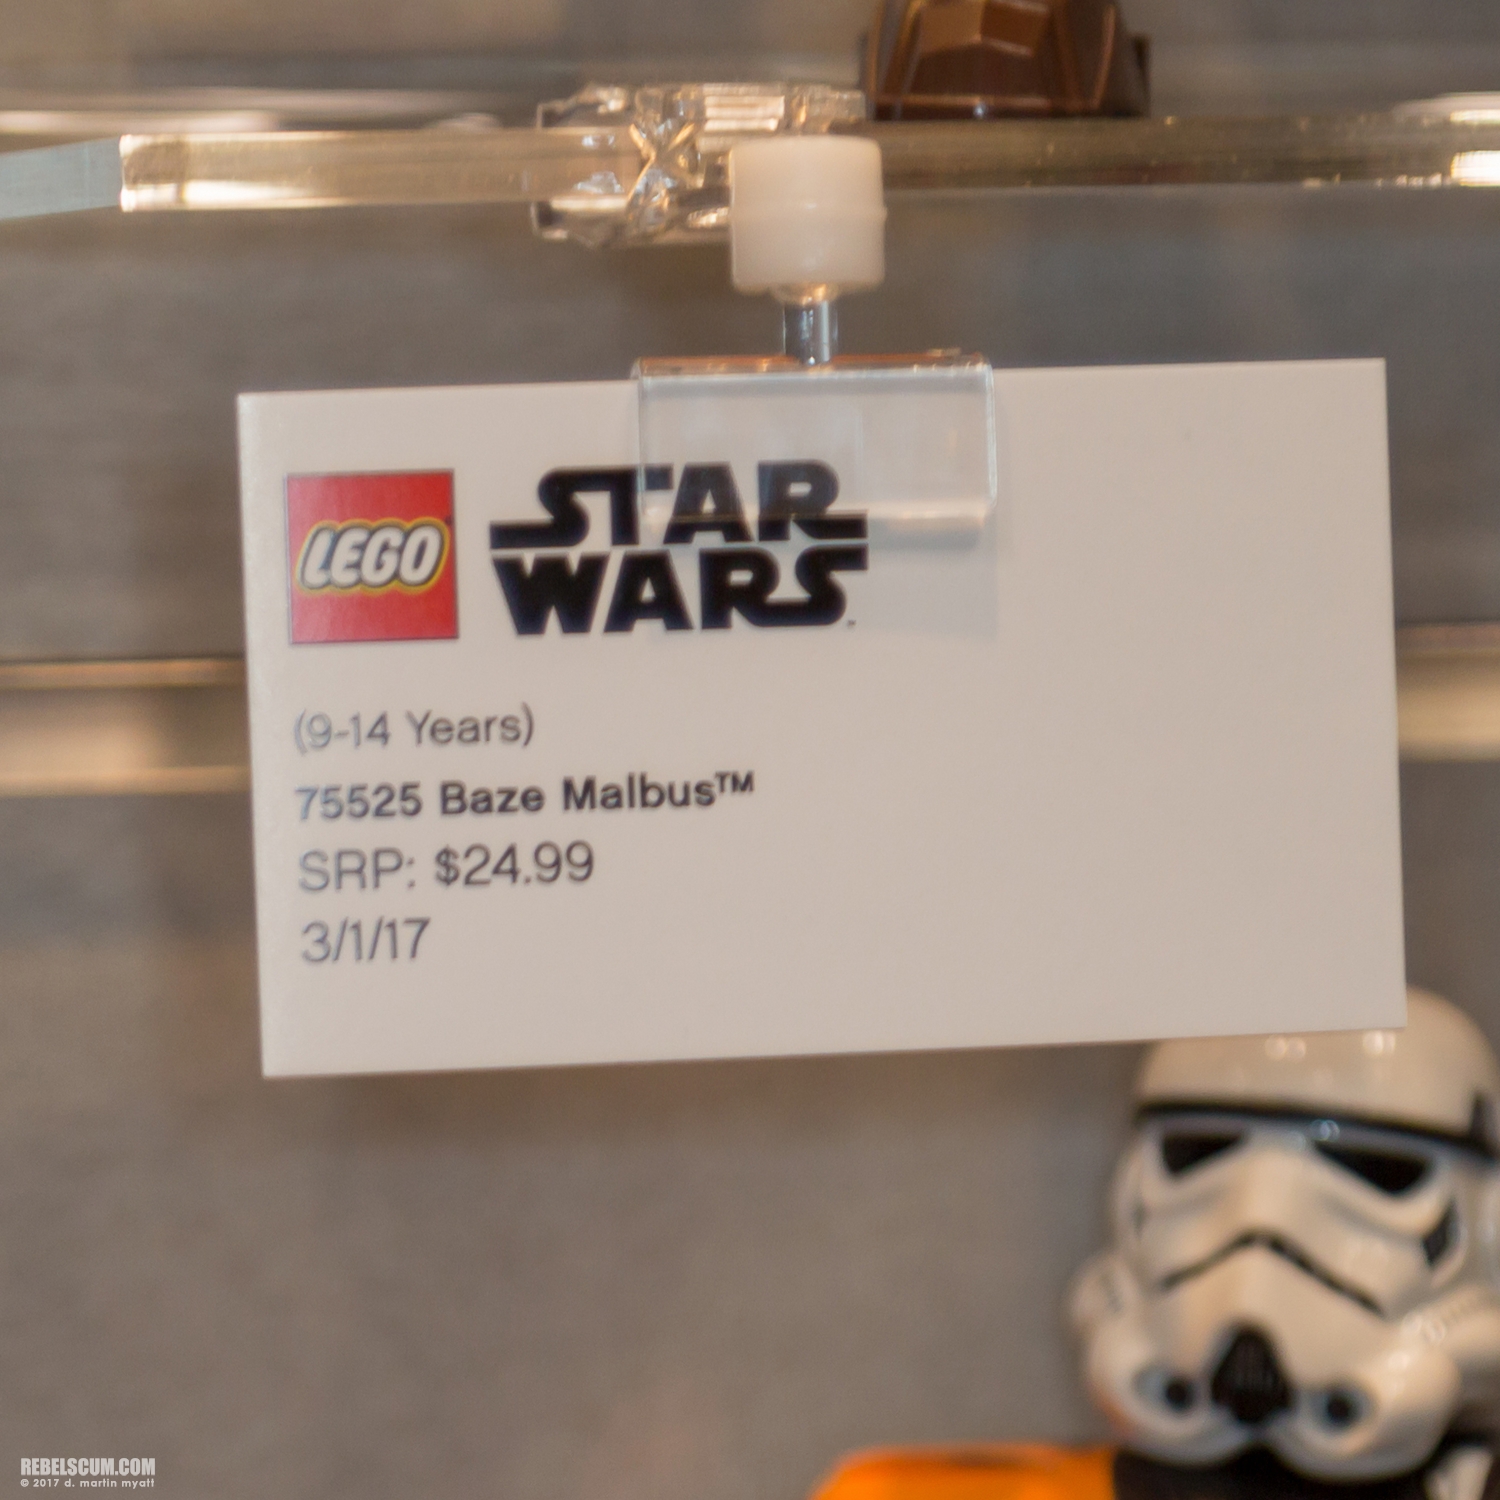 LEGO
STAR
WARS
(9-14 Years)
75525 Baze Malbus™
SRP: $24.99
3/1/17
REBELSCUM.COM
© 2017 d. martin myatt